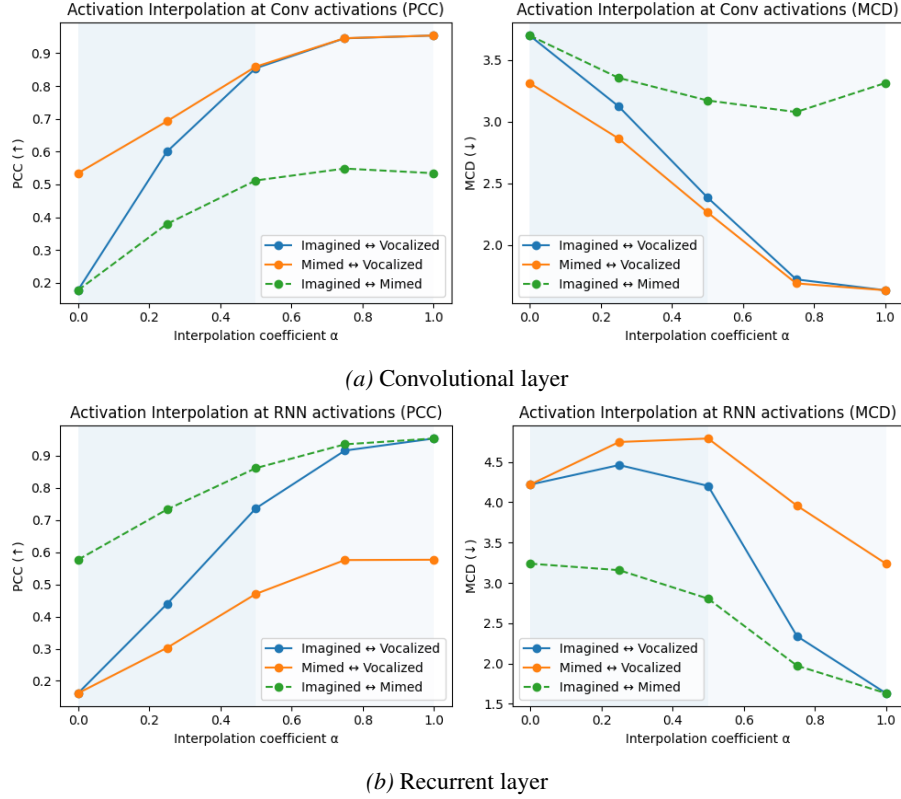 Activation Interpolation at Conv activations (PCC)
0.9
0.8
0.7
0.6
0.5
0.4
0.3
0.2
PCC (↑)
Imagined ↔ Vocalized
Mimed ↔ Vocalized
Imagined ↔ Mimed
0.0 0.2 0.4 0.6 0.8 1.0
Interpolation coefficient α
Activation Interpolation at Conv activations (MCD)
3.5
3.0
2.5
2.0
MCD (↓)
Imagined ↔ Vocalized
Mimed ↔ Vocalized
Imagined ↔ Mimed
0.0 0.2 0.4 0.6 0.8 1.0
Interpolation coefficient α
(a) Convolutional layer
Activation Interpolation at RNN activations (PCC)
0.9
0.8
0.7
0.6
0.5
0.4
0.3
0.2
PCC (↑)
Imagined ↔ Vocalized
Mimed ↔ Vocalized
Imagined ↔ Mimed
0.0 0.2 0.4 0.6 0.8 1.0
Interpolation coefficient α
Activation Interpolation at RNN activations (MCD)
4.5
4.0
3.5
3.0
2.5
2.0
1.5
MCD (↓)
Imagined ↔ Vocalized
Mimed ↔ Vocalized
Imagined ↔ Mimed
0.0 0.2 0.4 0.6 0.8 1.0
Interpolation coefficient α
(b) Recurrent layer